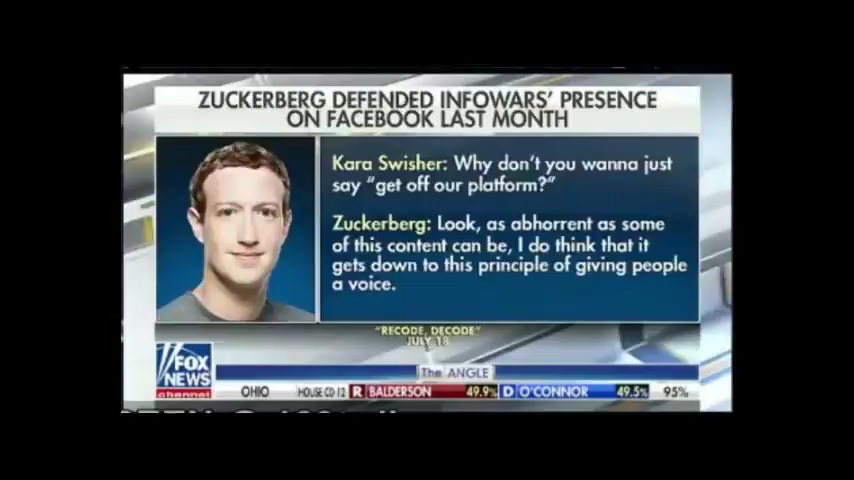 ZUCKERBERG DEFENDED INFOWARS' PRESENCE
ON FACEBOOK LAST MONTH
Kara Swisher: Why don't you wanna just
say "get off our platform?"
Zuckerberg: Look, as abhorrent as some
of this content can be, I do think that it
gets down to this principle of giving people
a voice.
"RECODE, DECODE"
JULY 18
The ANGLE
FOX
NEWS
channel
OHIO HOUSE CD 12 R BALDERSON 49.9% D O'CONNOR 49.5% 95%